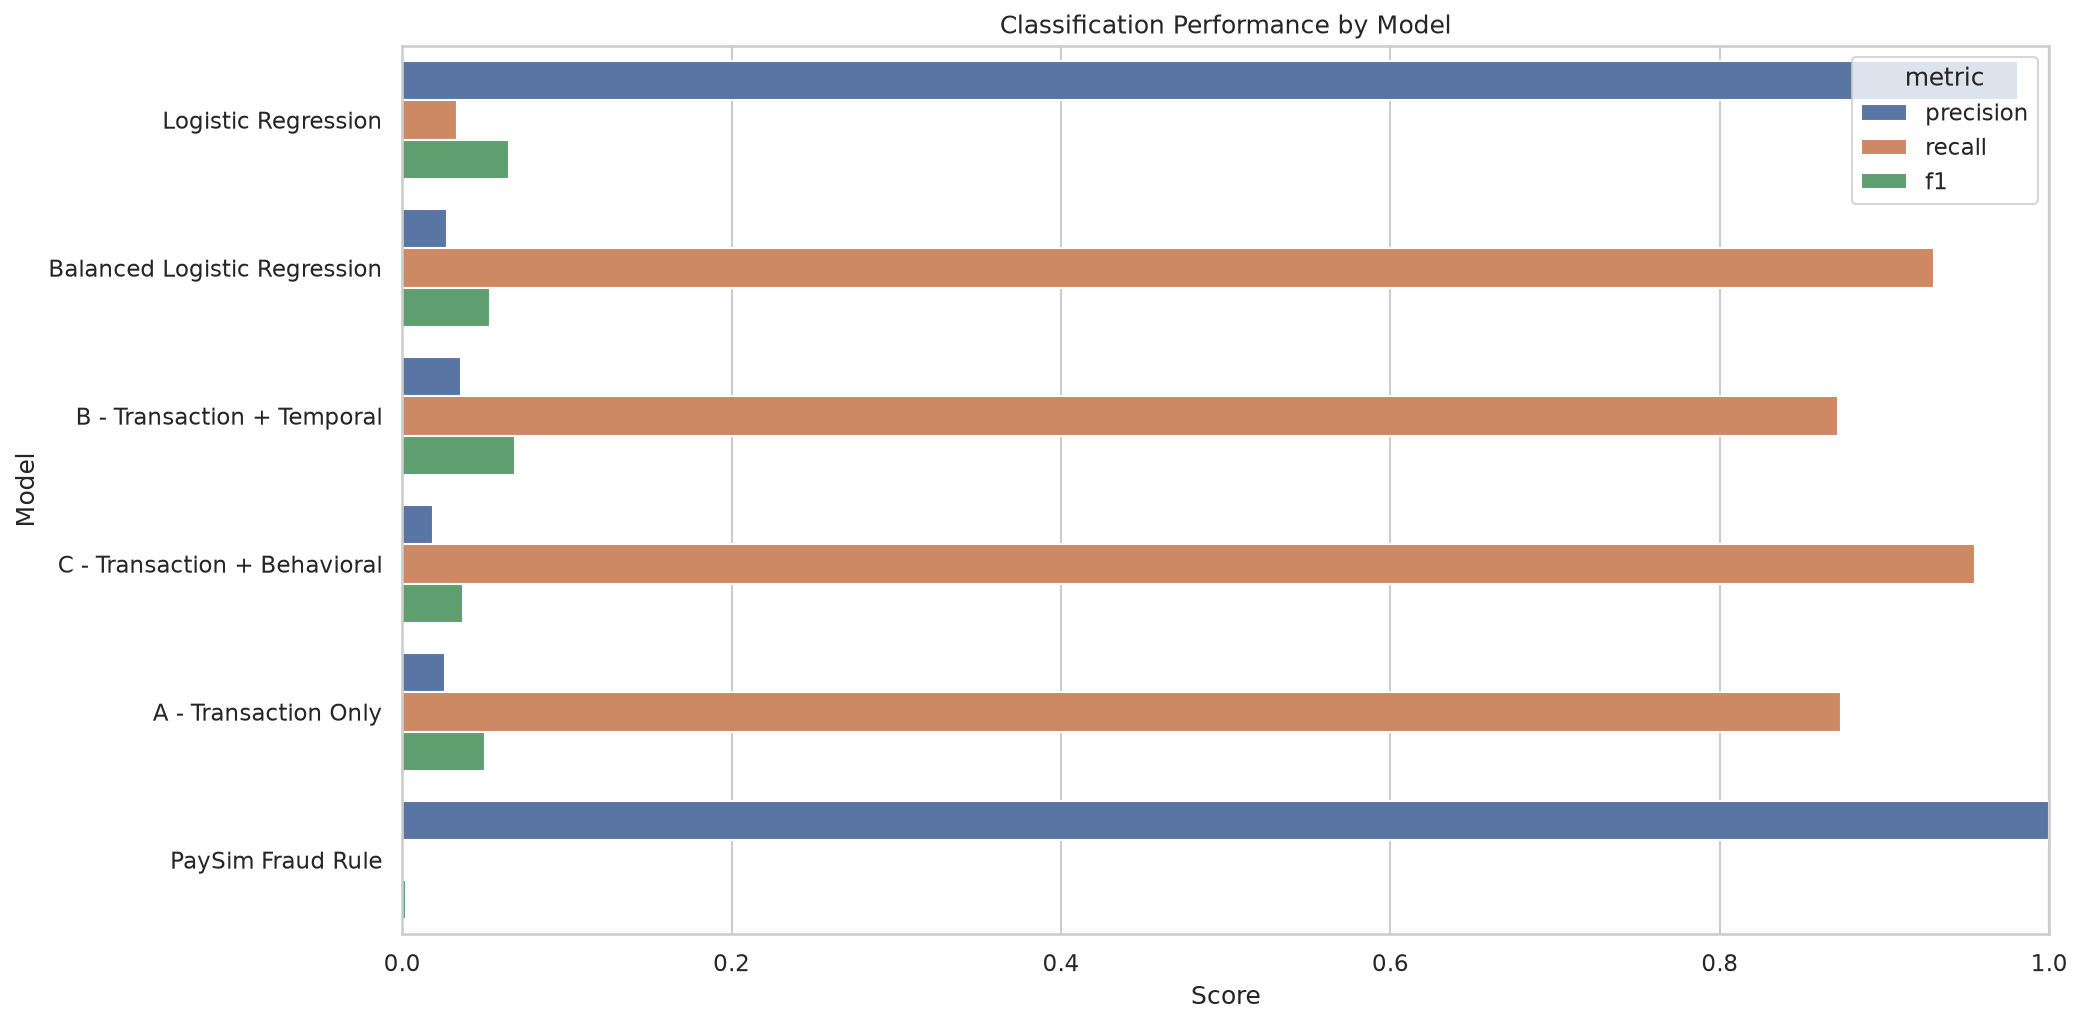 Classification Performance by Model
metric
precision
recall
f1
Model
Logistic Regression
Balanced Logistic Regression
B - Transaction + Temporal
C - Transaction + Behavioral
A - Transaction Only
PaySim Fraud Rule
0.0 0.2 0.4 0.6 0.8 1.0
Score